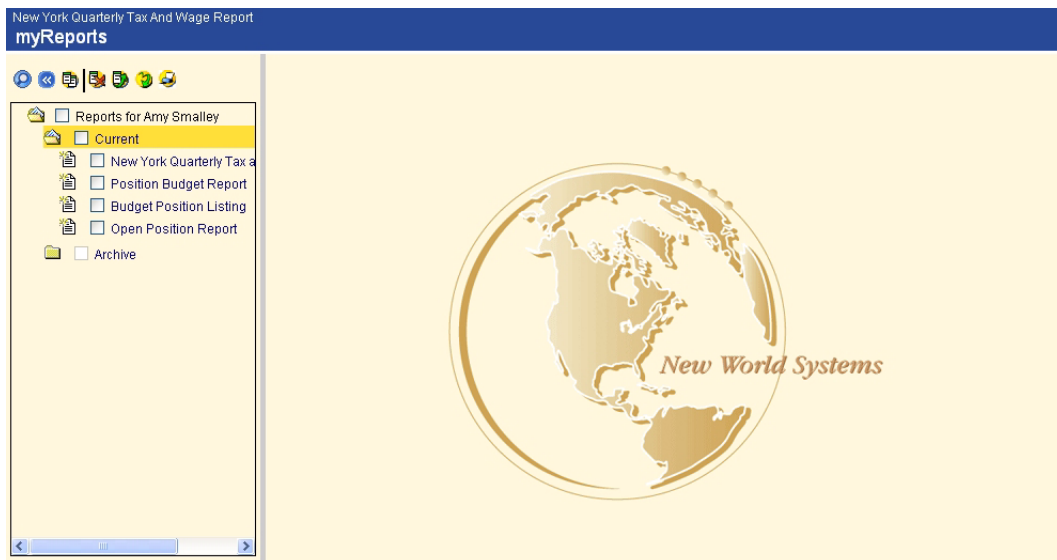 New York Quarterly Tax And Wage Report
myReports
Reports for Amy Smalley
Current
New York Quarterly Tax a
Position Budget Report
Budget Position Listing
Open Position Report
Archive
New World Systems